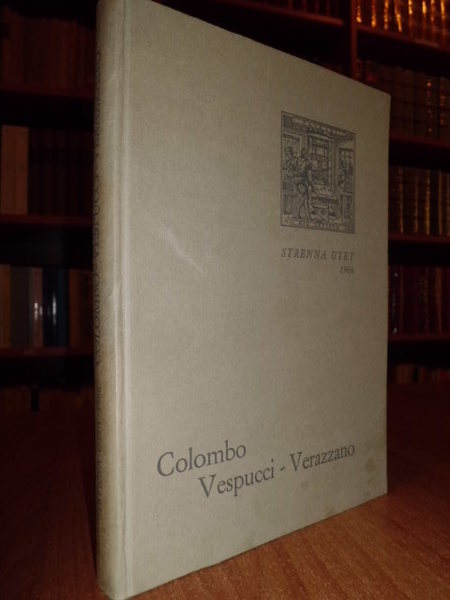 STRENNA UTET
1966
Colombo
Vespucci - Verazzano